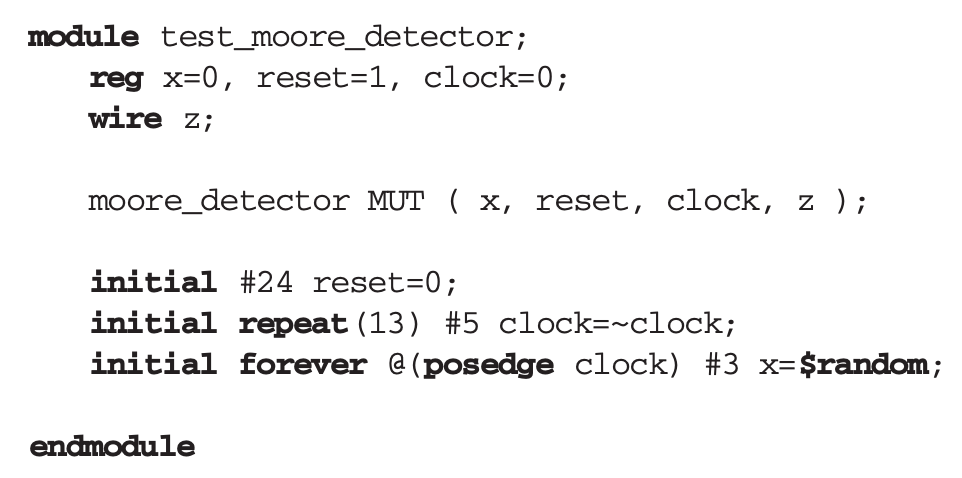 module test_moore_detector;
reg x=0, reset=1, clock=0;
wire z;
moore_detector MUT ( x, reset, clock, z );
initial #24 reset=0;
initial repeat(13) #5 clock=~clock;
initial forever @(posedge clock) #3 x=$random;
endmodule